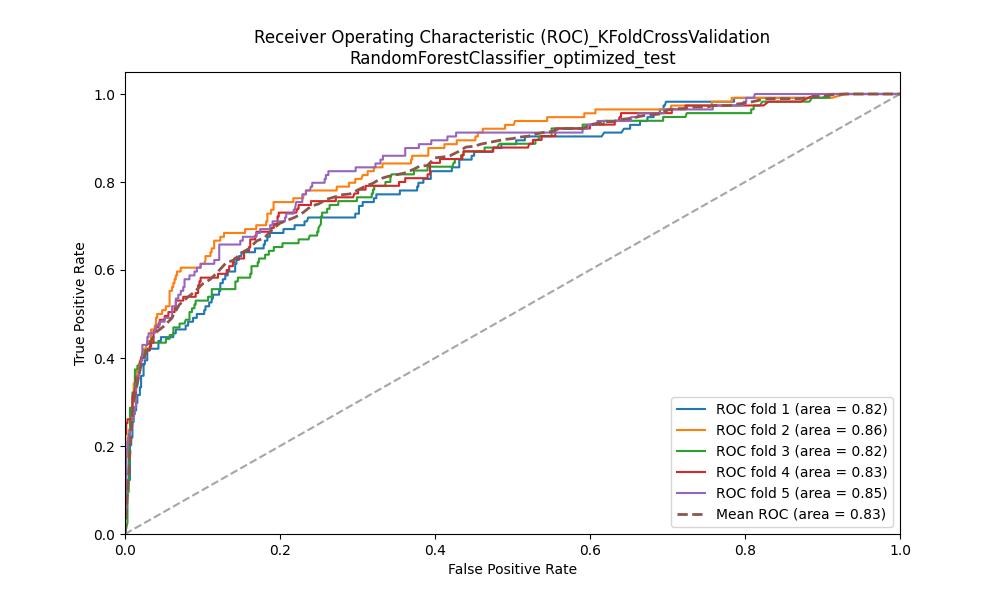 Receiver Operating Characteristic (ROC)_KFoldCrossValidation
RandomForestClassifier_optimized_test
True Positive Rate
1.0
0.8
0.6
0.4
0.2
0.0
0.0 0.2 0.4 0.6 0.8 1.0
False Positive Rate
ROC fold 1 (area = 0.82)
ROC fold 2 (area = 0.86)
ROC fold 3 (area = 0.82)
ROC fold 4 (area = 0.83)
ROC fold 5 (area = 0.85)
Mean ROC (area = 0.83)